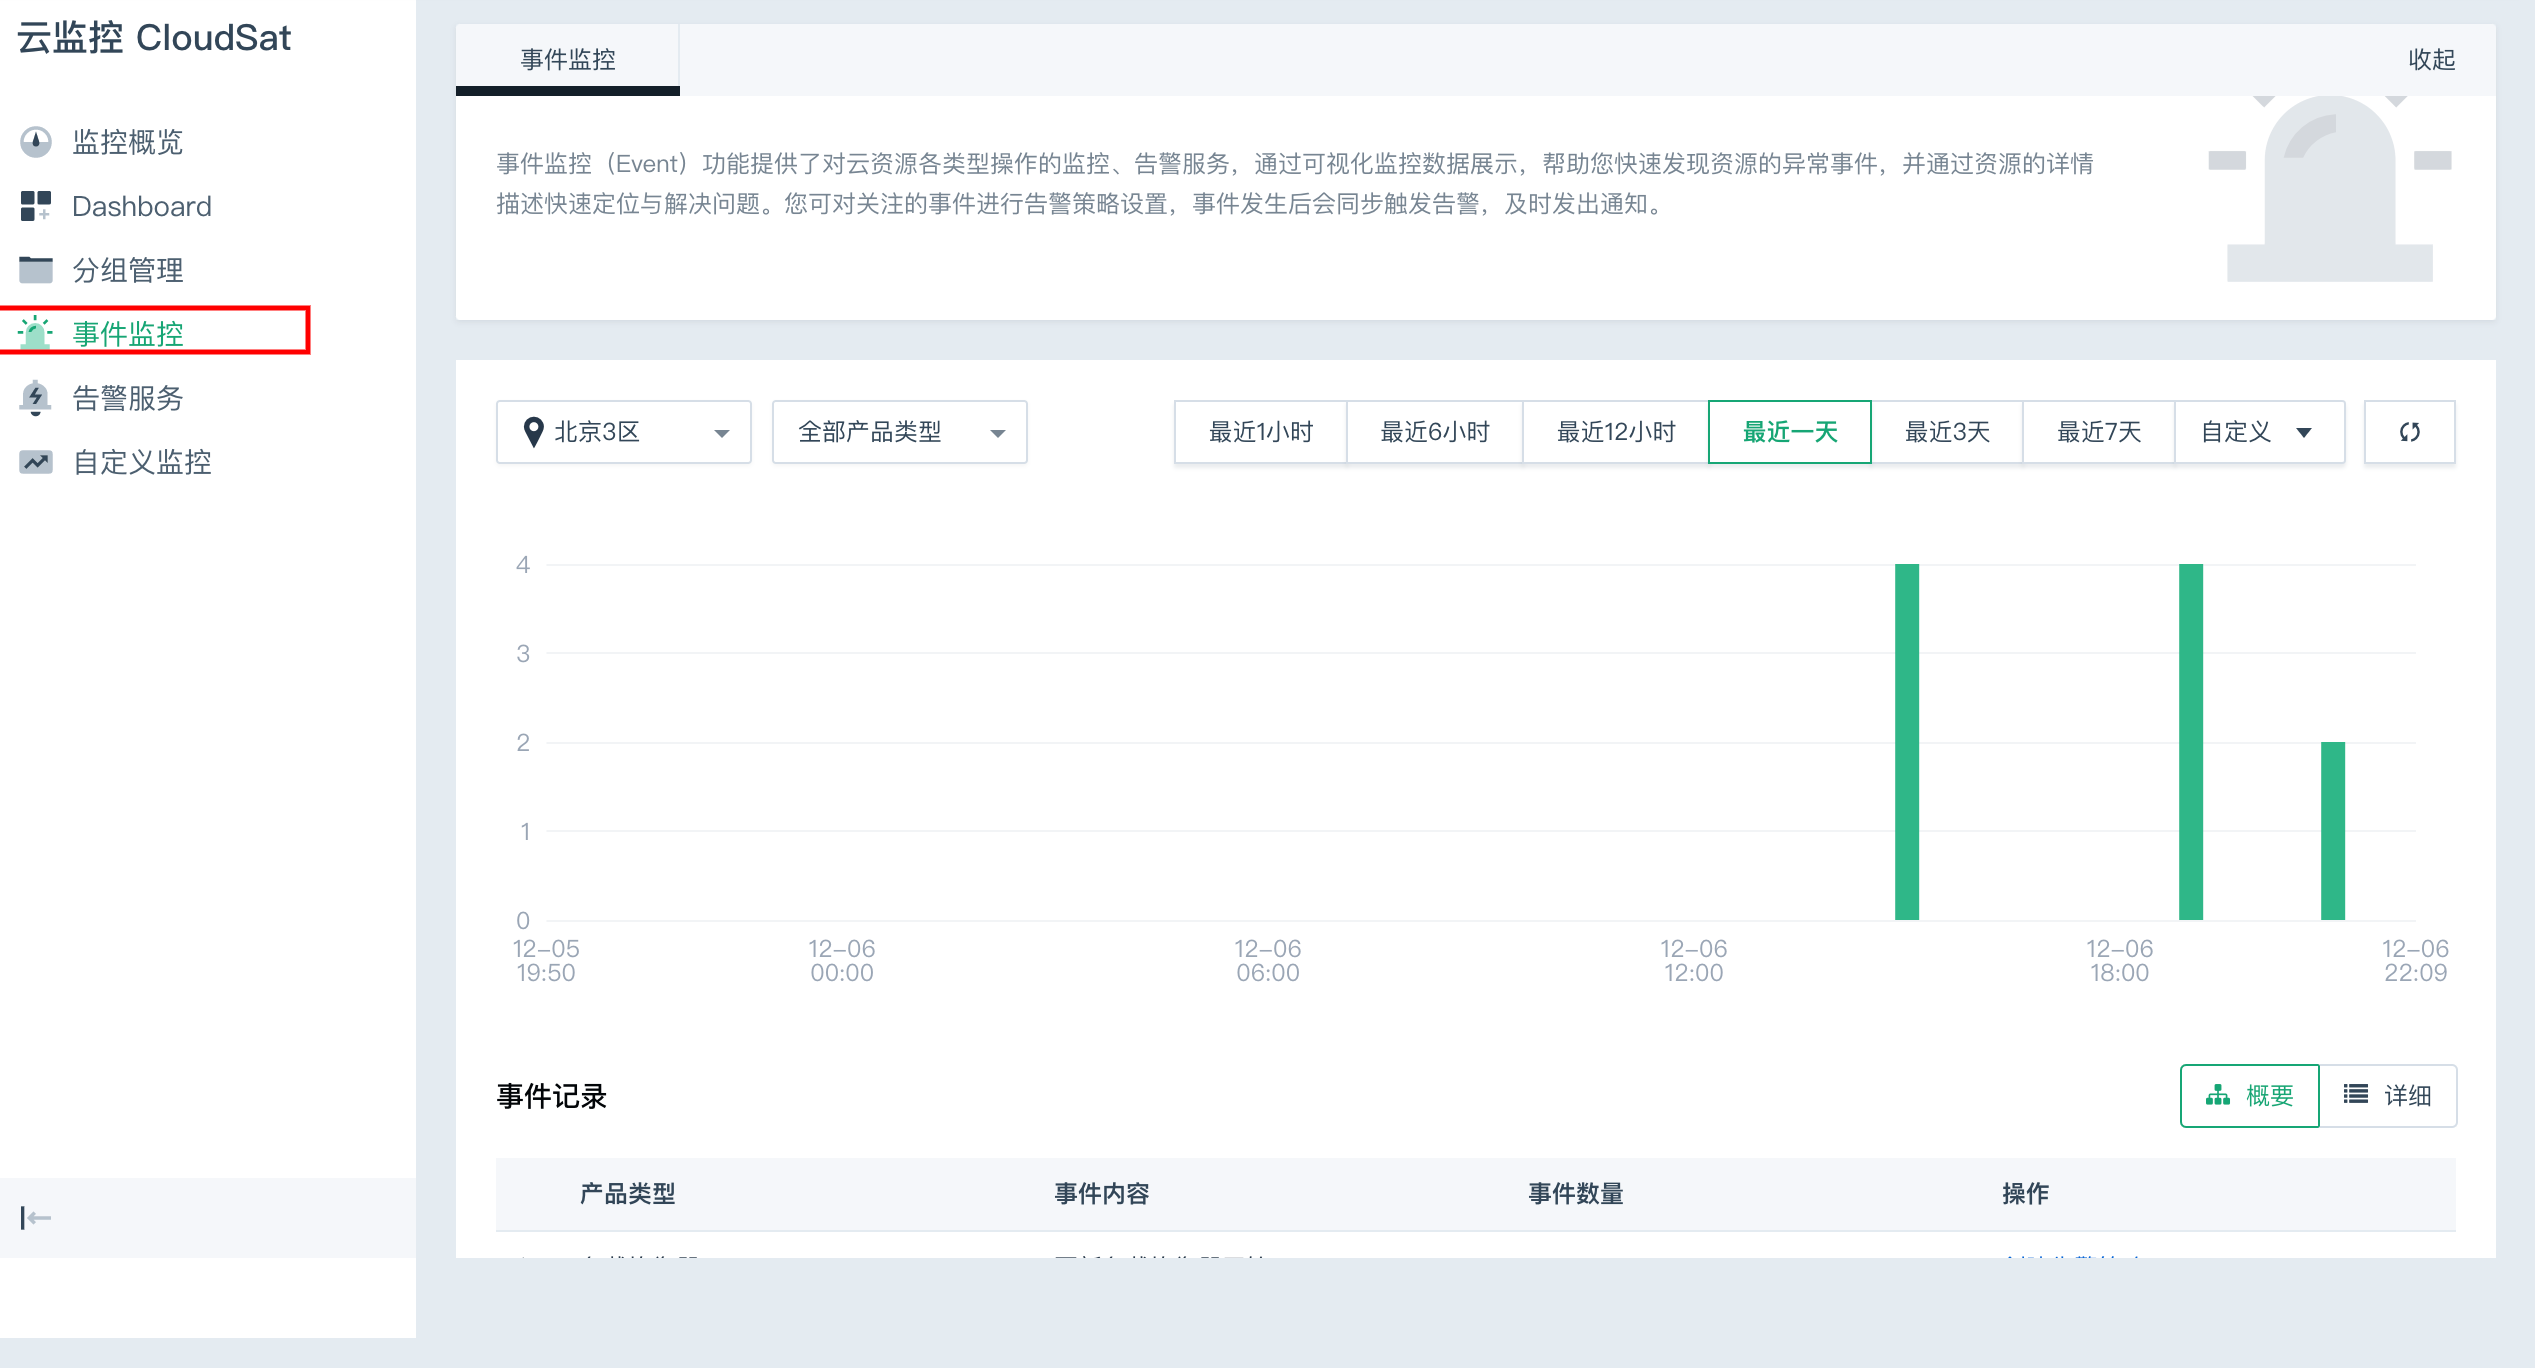 云监控 CloudSat
监控概览
Dashboard
分组管理
事件监控
告警服务
自定义监控
事件监控
收起
事件监控（Event）功能提供了对云资源各类型操作的监控、告警服务，通过可视化监控数据展示，帮助您快速发现资源的异常事件，并通过资源的详情
描述快速定位与解决问题。您可对关注的事件进行告警策略设置，事件发生后会同步触发告警，及时发出通知。
北京3区
全部产品类型
最近1小时
最近6小时
最近12小时
最近一天
最近3天
最近7天
自定义
4
3
2
1
0
12-05
19:50
12-06
00:00
12-06
06:00
12-06
12:00
12-06
18:00
12-06
22:09
事件记录
概要
详细
产品类型
事件内容
事件数量
操作